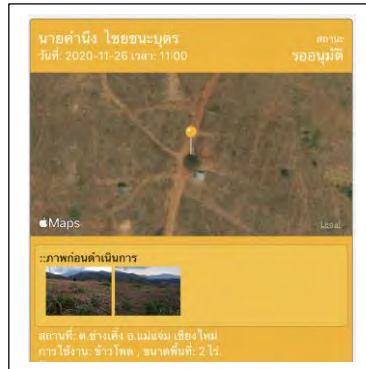 นายคำนึง ไชยชนะบุตร
วันที่: 2020-11-26 เวลา: 11:00
สถานะ
รออนุมัติ
Maps
Legal
::ภาพก่อนดำเนินการ
สถานที่: ต.ช่างเคิ่ง อ.แม่แจ่ม เชียงใหม่
การใช้งาน: ข้าวโพด , ขนาดพื้นที่: 2 ไร่.